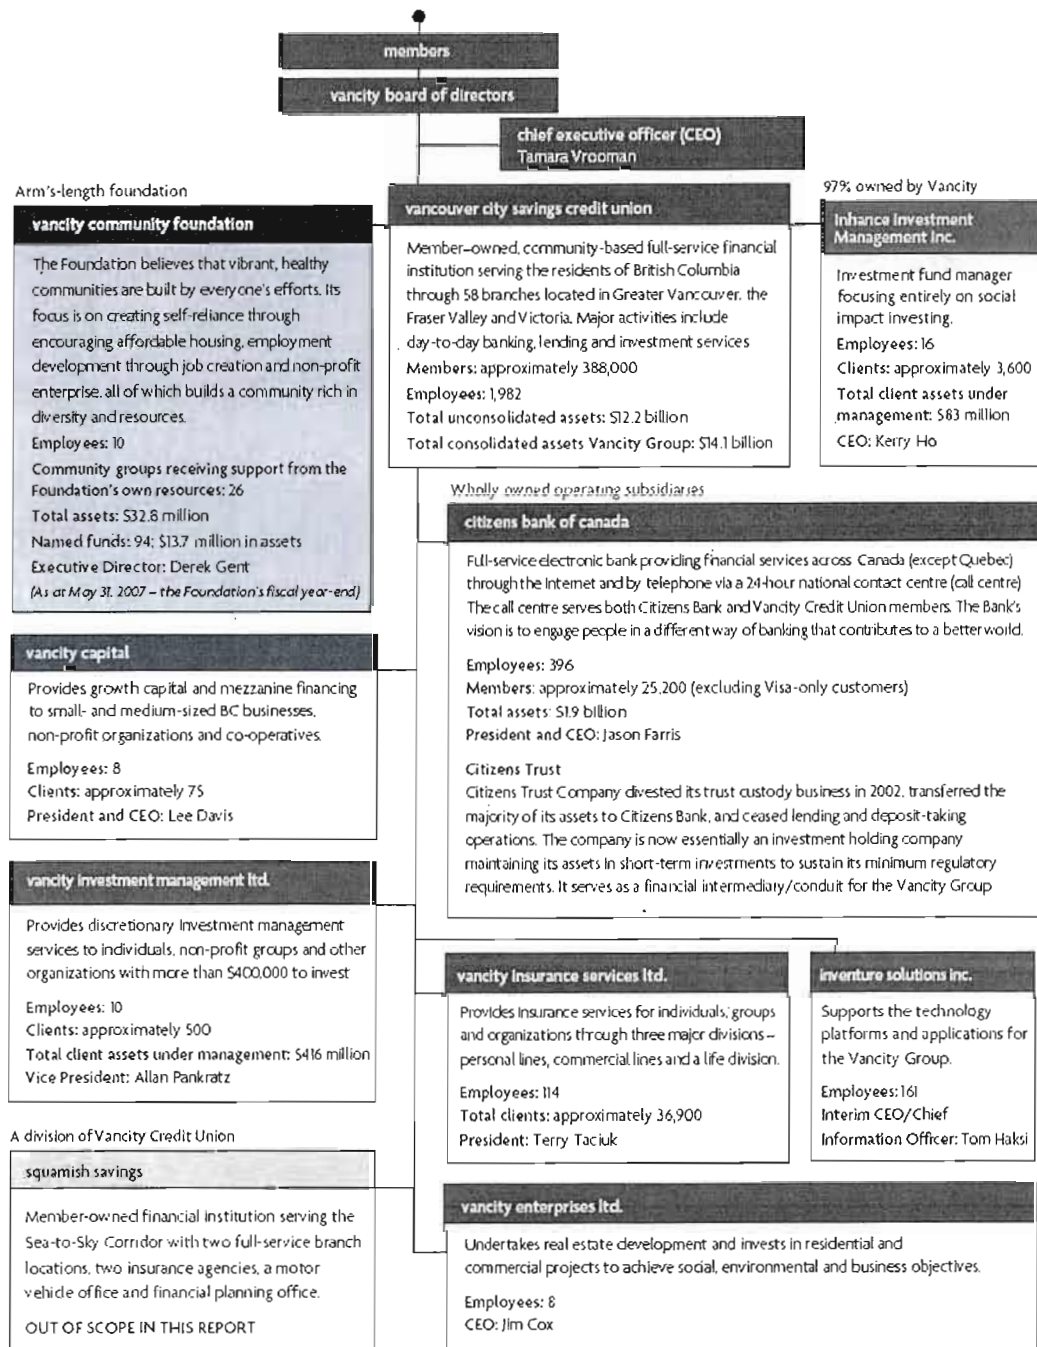 members
vancity board of directors
chief executive officer (CEO)
Tamara Vrooman
Arm's-length foundation
vancity community foundation
The Foundation believes that vibrant, healthy
communities are built by everyone's efforts. Its
focus is on creating self-reliance through
encouraging affordable housing, employment
development through job creation and non-profit
enterprise, all of which builds a community rich in
diversity and resources.
Employees: 10
Community groups receiving support from the
Foundation's own resources: 26
Total assets: $32.8 million
Named funds: 94; $13.7 million in assets
Executive Director: Derek Gent
(As at May 31, 2007 – the Foundation's fiscal year-end)
vancouver city savings credit union
Member-owned, community-based full-service financial
institution serving the residents of British Columbia
through 58 branches located in Greater Vancouver, the
Fraser Valley and Victoria. Major activities include
day-to-day banking, lending and investment services
Members: approximately 388,000
Employees: 1,982
Total unconsolidated assets: $12.2 billion
Total consolidated assets Vancity Group: $14.1 billion
97% owned by Vancity
Inhance Investment
Management Inc.
Investment fund manager
focusing entirely on social
impact investing.
Employees: 16
Clients: approximately 3,600
Total client assets under
management: $83 million
CEO: Kerry Ho
Wholly owned operating subsidiaries
citizens bank of canada
Full-service electronic bank providing financial services across Canada (except Quebec)
through the Internet and by telephone via a 24-hour national contact centre (call centre)
The call centre serves both Citizens Bank and Vancity Credit Union members. The Bank's
vision is to engage people in a different way of banking that contributes to a better world.
Employees: 396
Members: approximately 25,200 (excluding Visa-only customers)
Total assets: $1.9 billion
President and CEO: Jason Farris
Citizens Trust
Citizens Trust Company divested its trust custody business in 2002, transferred the
majority of its assets to Citizens Bank, and ceased lending and deposit-taking
operations. The company is now essentially an investment holding company
maintaining its assets in short-term investments to sustain its minimum regulatory
requirements. It serves as a financial intermediary/conduit for the Vancity Group
vancity capital
Provides growth capital and mezzanine financing
to small- and medium-sized BC businesses,
non-profit organizations and co-operatives.
Employees: 8
Clients: approximately 75
President and CEO: Lee Davis
vancity investment management ltd.
Provides discretionary Investment management
services to individuals, non-profit groups and other
organizations with more than $400,000 to invest
Employees: 10
Clients: approximately 500
Total client assets under management: $416 million
Vice President: Allan Pankratz
vancity insurance services ltd.
Provides insurance services for individuals, groups
and organizations through three major divisions –
personal lines, commercial lines and a life division.
Employees: 114
Total clients: approximately 36,900
President: Terry Taciuk
inventure solutions inc.
Supports the technology
platforms and applications for
the Vancity Group.
Employees: 161
Interim CEO/Chief
Information Officer: Tom Haksi
A division of Vancity Credit Union
squamish savings
Member-owned financial institution serving the
Sea-to-Sky Corridor with two full-service branch
locations, two insurance agencies, a motor
vehicle office and financial planning office.
OUT OF SCOPE IN THIS REPORT
vancity enterprises ltd.
Undertakes real estate development and invests in residential and
commercial projects to achieve social, environmental and business objectives.
Employees: 8
CEO: Jim Cox